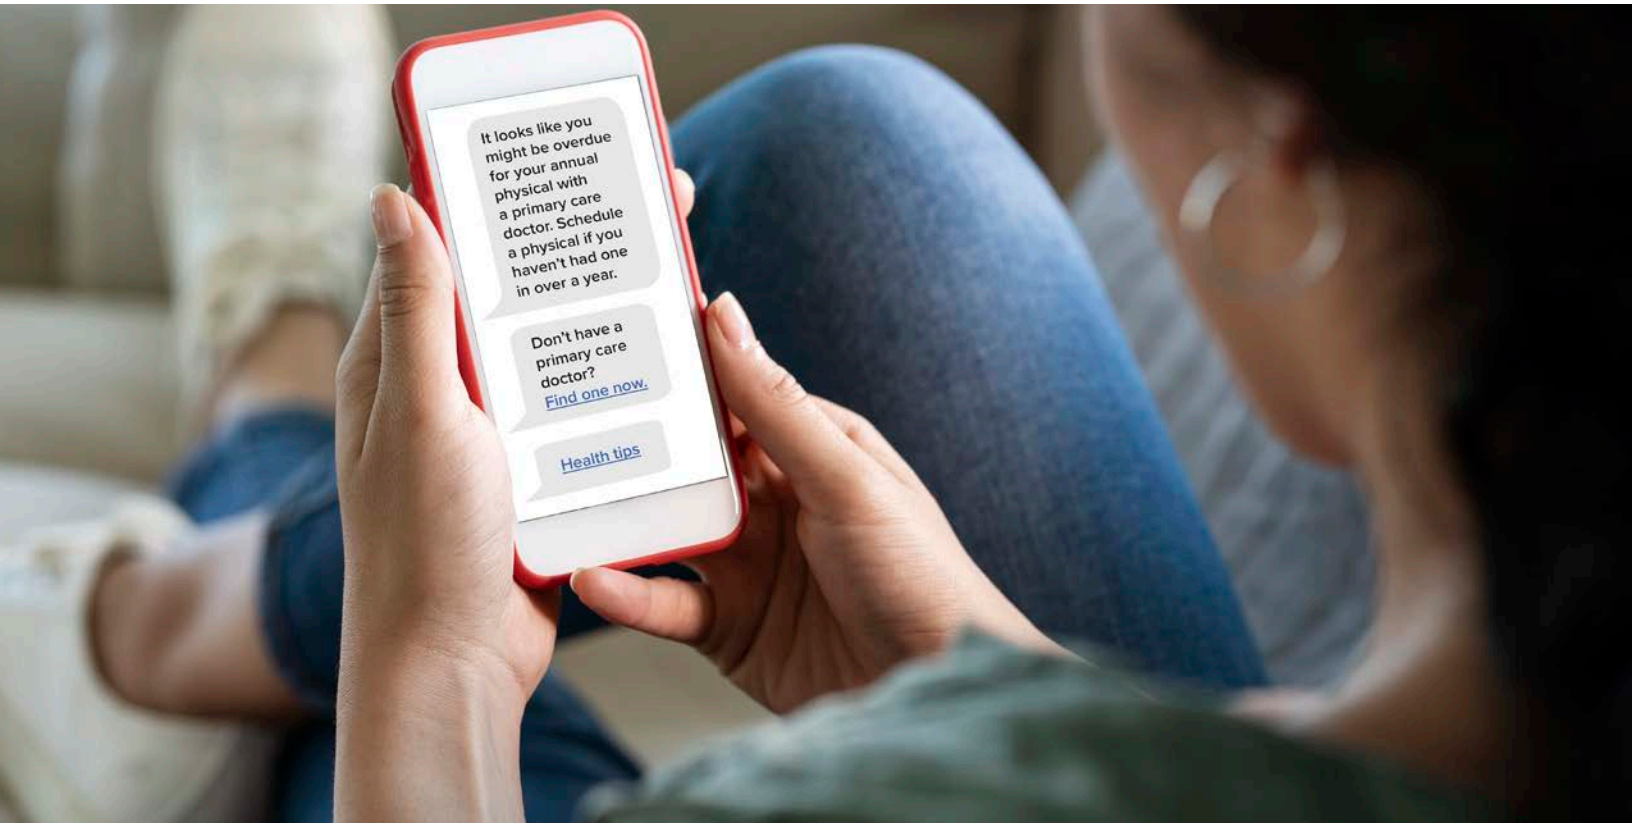 It looks like you
might be overdue
for your annual
physical with
a primary care
doctor. Schedule
a physical if you
haven't had one
in over a year.
Don't have a
primary care
doctor?
Find one now.
Health tips